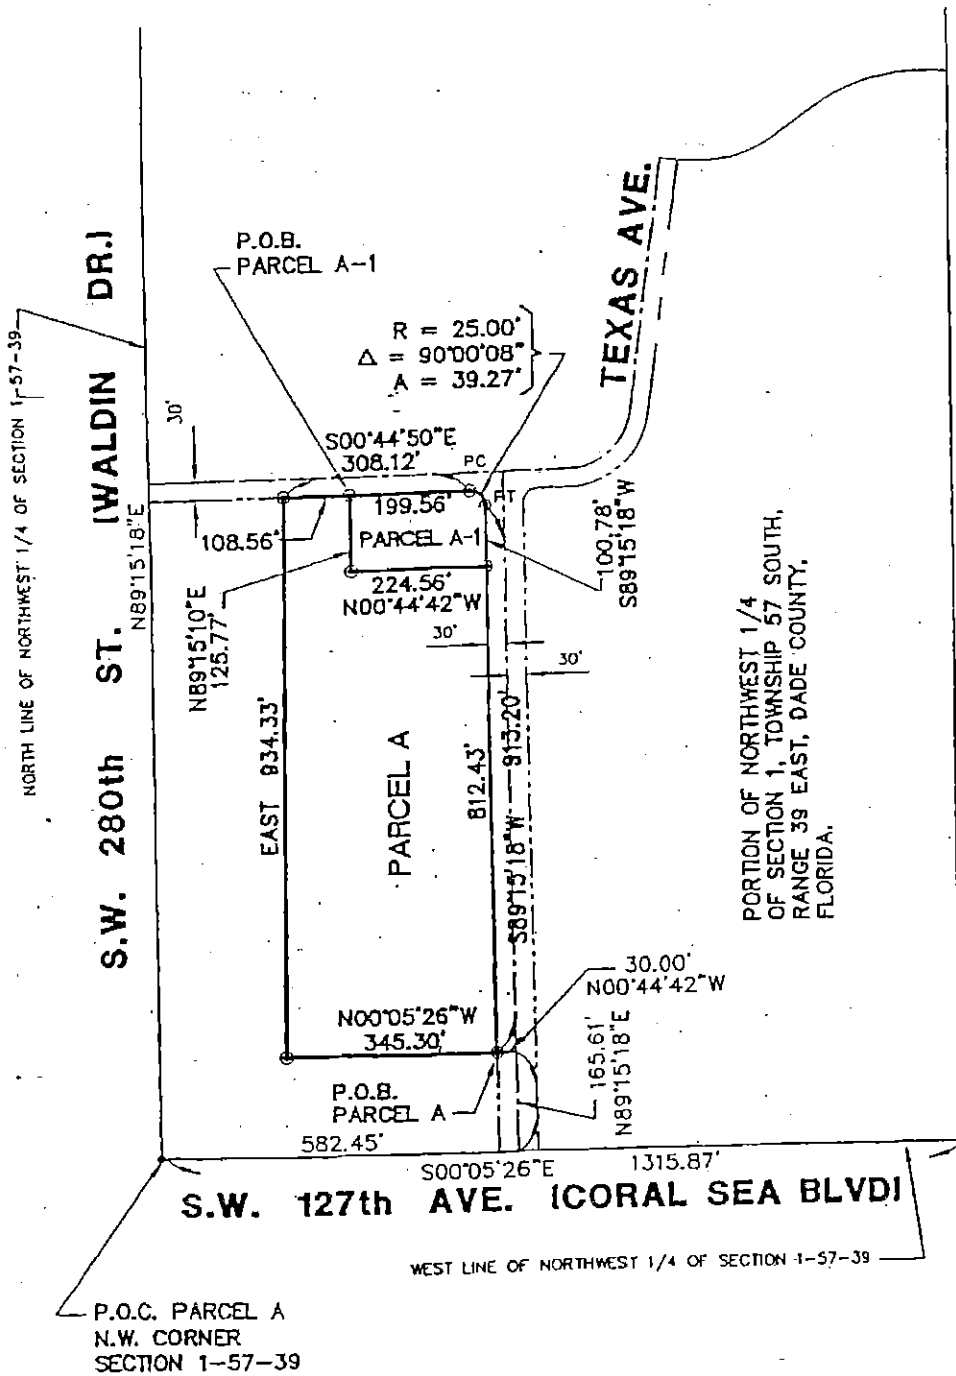 P.O.B.
PARCEL A-1
R = 25.00'
Δ = 90°00'08"
A = 39.27'
TEXAS AVE.
S.W. 280th ST. (WALDIN DR.)
NORTH LINE OF NORTHWEST 1/4 OF SECTION 1-57-39
30'
S00°44'50"E
308.12'
PC
PT
199.56'
108.56'
PARCEL A-1
100.78'
S89°15'18"W
N89°15'18"E
224.56'
N00°44'42"W
N89°15'10"E
125.77'
30'
30'
EAST 934.33'
PARCEL A
812.43'
S89°15'18"W 913.20'
PORTION OF NORTHWEST 1/4
OF SECTION 1, TOWNSHIP 57 SOUTH,
RANGE 39 EAST, DADE COUNTY,
FLORIDA.
30.00'
N00°44'42"W
N00°05'26"W
345.30'
165.61'
N89°15'18"E
P.O.B.
PARCEL A
582.45'
S00°05'26"E
1315.87'
S.W. 127th AVE. (CORAL SEA BLVD)
WEST LINE OF NORTHWEST 1/4 OF SECTION 1-57-39
P.O.C. PARCEL A
N.W. CORNER
SECTION 1-57-39